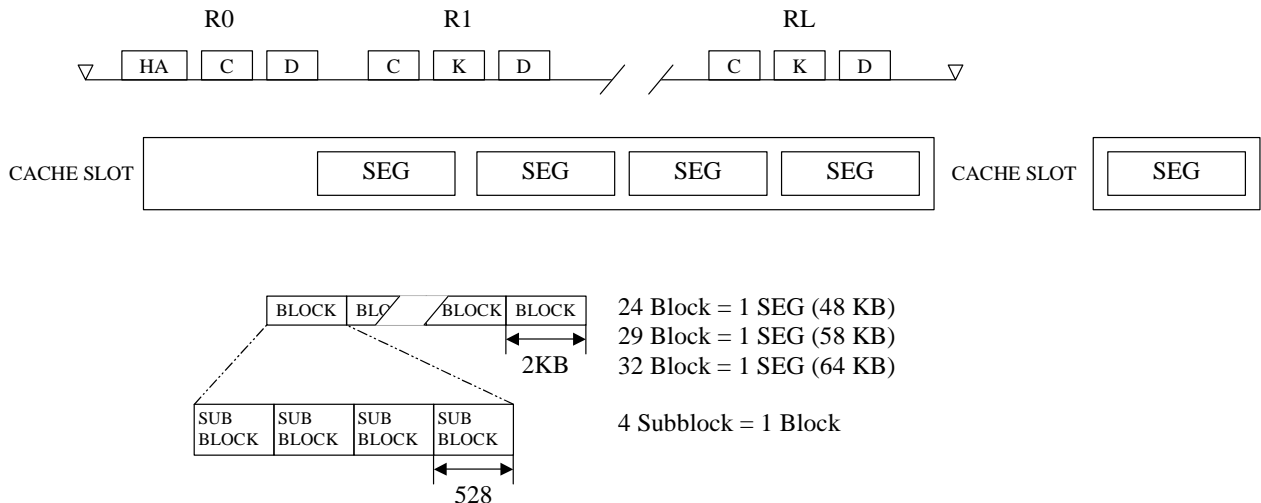 R0 R1 RL
HA C D C K D C K D
CACHE SLOT SEG SEG SEG SEG CACHE SLOT SEG
BLOCK BLO BLOCK BLOCK
24 Block = 1 SEG (48 KB)
29 Block = 1 SEG (58 KB)
2KB
32 Block = 1 SEG (64 KB)
SUB SUB SUB SUB
BLOCK BLOCK BLOCK BLOCK
4 Subblock = 1 Block
528